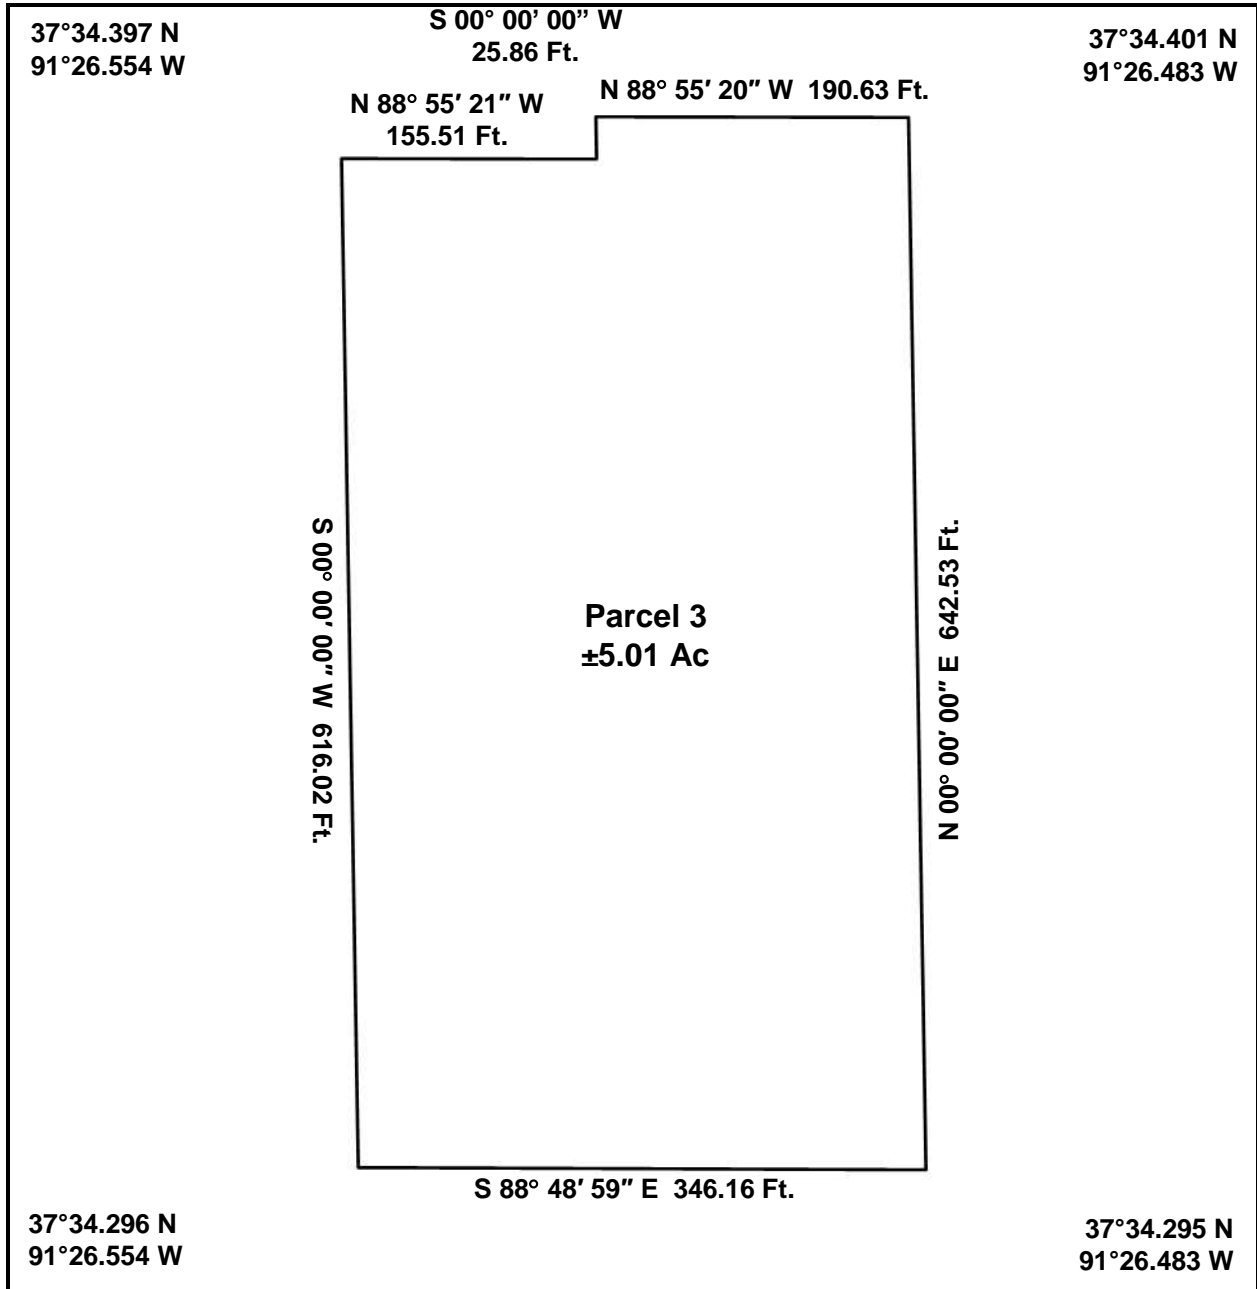 37°34.397 N
91°26.554 W
S 00° 00’ 00” W
25.86 Ft.
37°34.401 N
91°26.483 W
N 88° 55′ 21″ W
155.51 Ft.
N 88° 55′ 20″ W 190.63 Ft.
S 00° 00′ 00″ W 616.02 Ft.
Parcel 3
±5.01 Ac
N 00° 00′ 00″ E 642.53 Ft.
S 88° 48′ 59″ E 346.16 Ft.
37°34.296 N
91°26.554 W
37°34.295 N
91°26.483 W